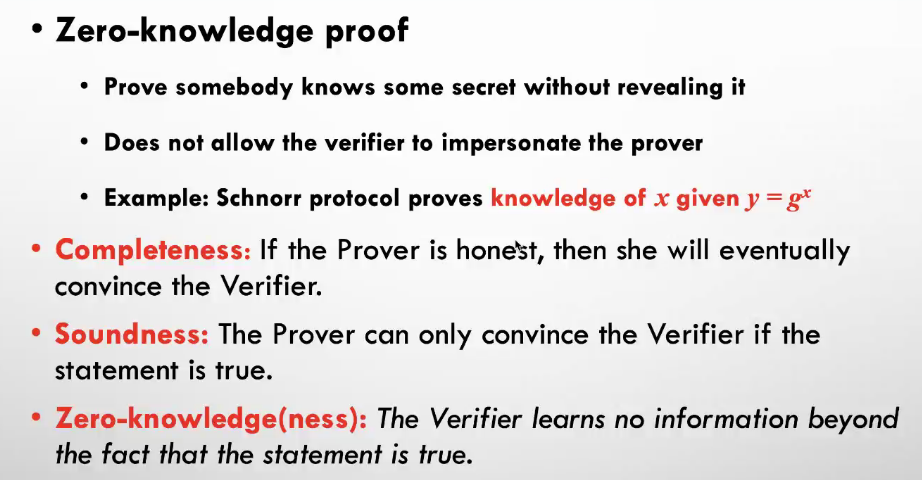 • Zero-knowledge proof
• Prove somebody knows some secret without revealing it
• Does not allow the verifier to impersonate the prover
• Example: Schnorr protocol proves knowledge of x given y = gˣ
• Completeness: If the Prover is honest, then she will eventually
convince the Verifier.
• Soundness: The Prover can only convince the Verifier if the
statement is true.
• Zero-knowledge(ness): The Verifier learns no information beyond
the fact that the statement is true.